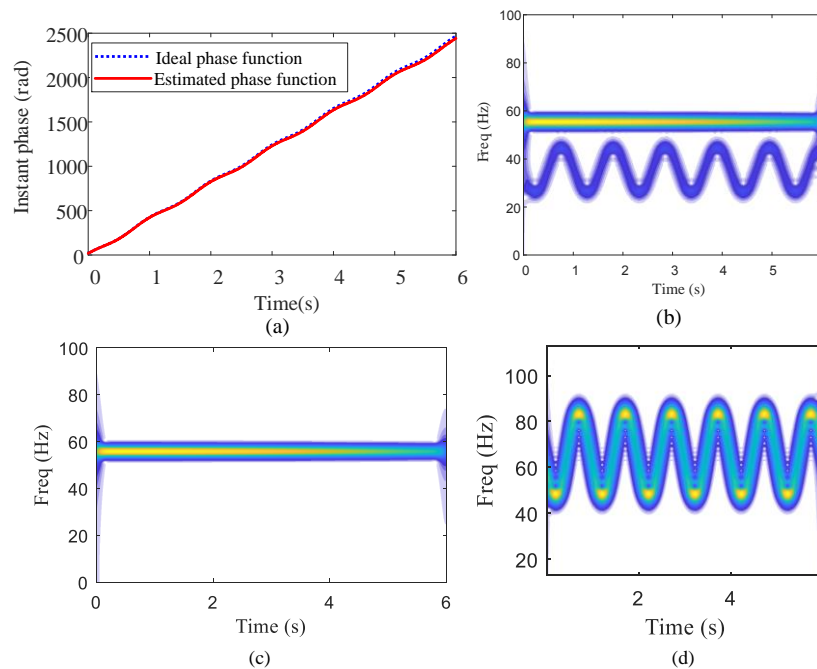 2500
2000
1500
1000
500
0
Instant phase (rad)
Ideal phase function
Estimated phase function
0 1 2 3 4 5 6
Time(s)
(a)
100
80
60
40
20
0
Freq (Hz)
1 2 3 4 5
Time (s)
(b)
100
80
60
40
20
0
Freq (Hz)
0 2 4 6
Time (s)
(c)
100
80
60
40
20
Freq (Hz)
2 4
Time (s)
(d)